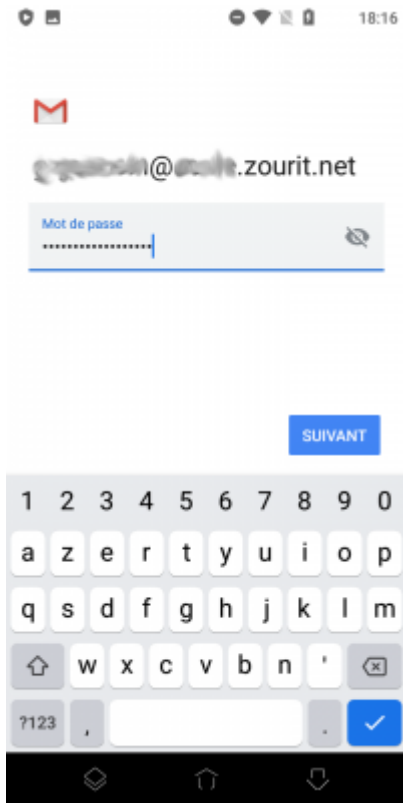 18:16
@ .zourit.net
Mot de passe
••••••••••••••••••
SUIVANT
1 2 3 4 5 6 7 8 9 0
a z e r t y u i o p
q s d f g h j k l m
w x c v b n '
?123 , .